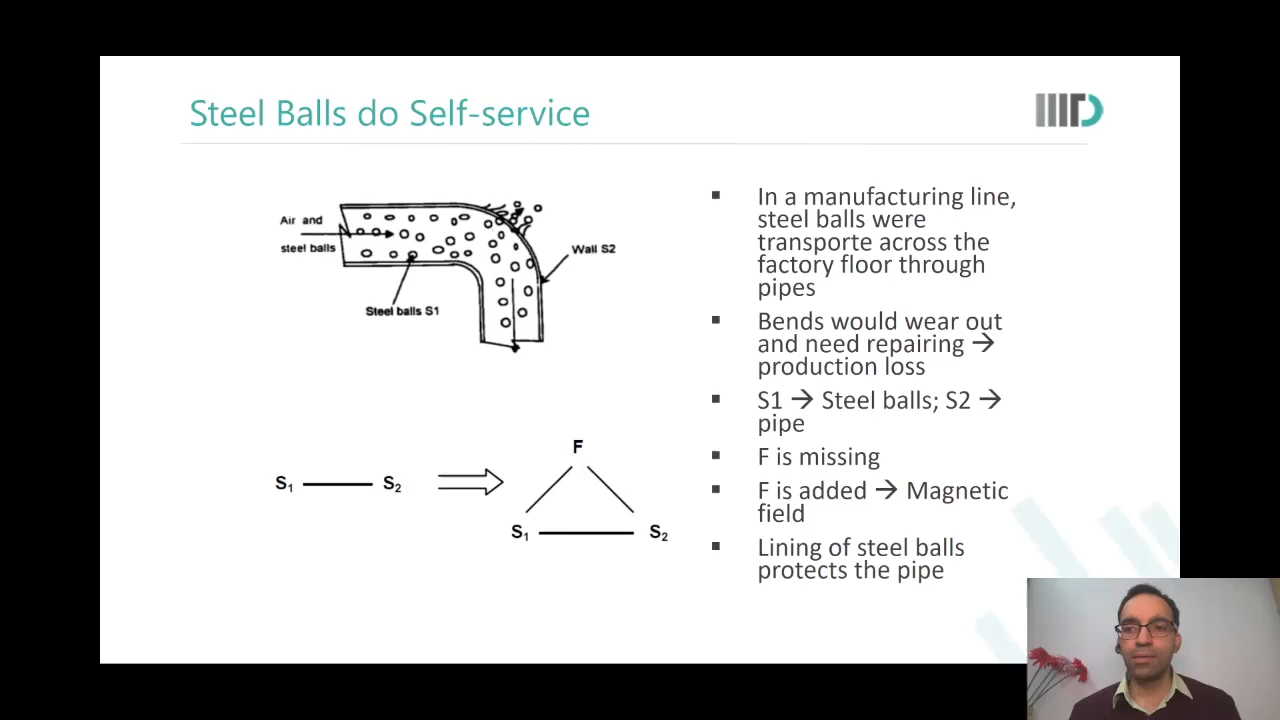 Steel Balls do Self-service
IIITD
Air and
steel balls
Steel balls S1
Wall S2
S1
S2
F
S1
S2
In a manufacturing line,
steel balls were
transporte across the
factory floor through
pipes
Bends would wear out
and need repairing →
production loss
S1 → Steel balls; S2 →
pipe
F is missing
F is added → Magnetic
field
Lining of steel balls
protects the pipe